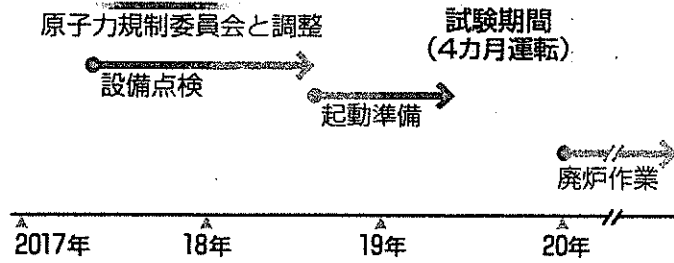 原子力規制委員会と調整
試験期間
(4カ月運転)
設備点検
起動準備
廃炉作業
2017年 18年 19年 20年